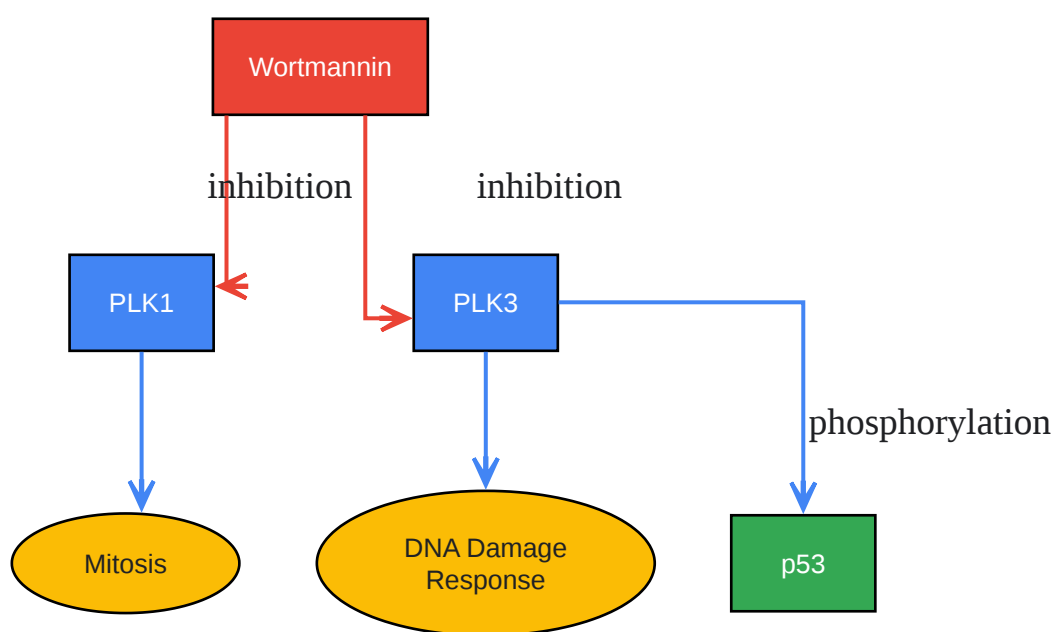 Wortmannin
inhibition
inhibition
PLK1
PLK3
phosphorylation
Mitosis
DNA Damage
Response
p53